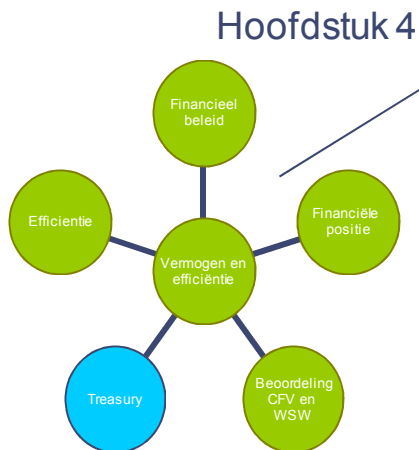 Hoofdstuk 4
Financieel
beleid
Efficientie
Financiële
positie
Vermogen en
efficiëntie
Treasury
Beoordeling
CFV en
WSW